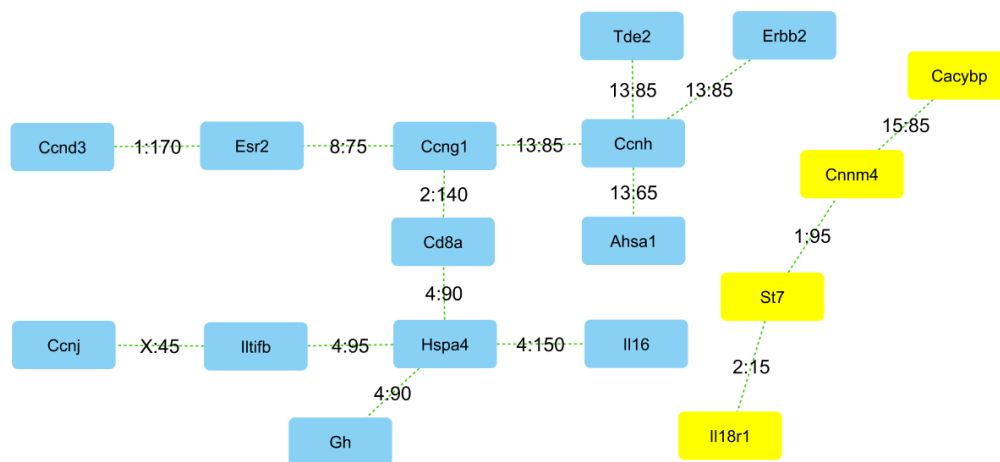 Tde2
Erbb2
Cacybp
13:85
13:85
15:85
Ccnd3
1:170
Esr2
8:75
Ccng1
13:85
Ccnh
Cnnm4
2:140
13:65
1:95
Cd8a
Ahsa1
4:90
St7
Ccnj
X:45
Iltifb
4:95
Hspa4
4:150
Il16
2:15
4:90
Gh
Il18r1